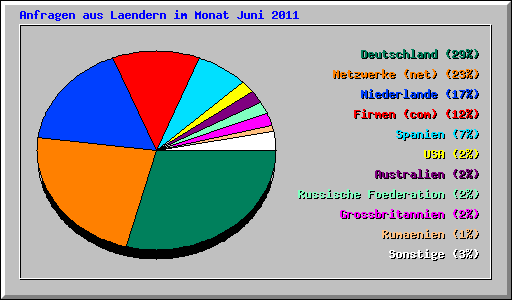 Anfragen aus Laendern im Monat Juni 2011
Deutschland (29%)
Netzwerke (net) (23%)
Niederlande (17%)
Firmen (com) (12%)
Spanien (7%)
USA (2%)
Australien (2%)
Russische Foederation (2%)
Grossbritannien (2%)
Rumaenien (1%)
Sonstige (3%)